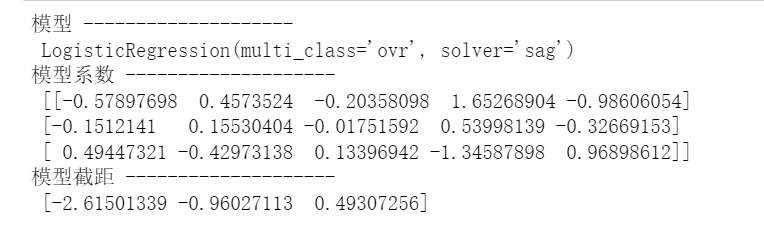 模型 --------------------
LogisticRegression(multi_class='ovr', solver='sag')
模型系数 --------------------
[[-0.57897698  0.4573524  -0.20358098  1.65268904 -0.98606054]
[-0.1512141   0.15530404 -0.01751592  0.53998139 -0.32669153]
[ 0.49447321 -0.42973138  0.13396942 -1.34587898  0.96898612]]
模型截距 --------------------
[-2.61501339 -0.96027113  0.49307256]